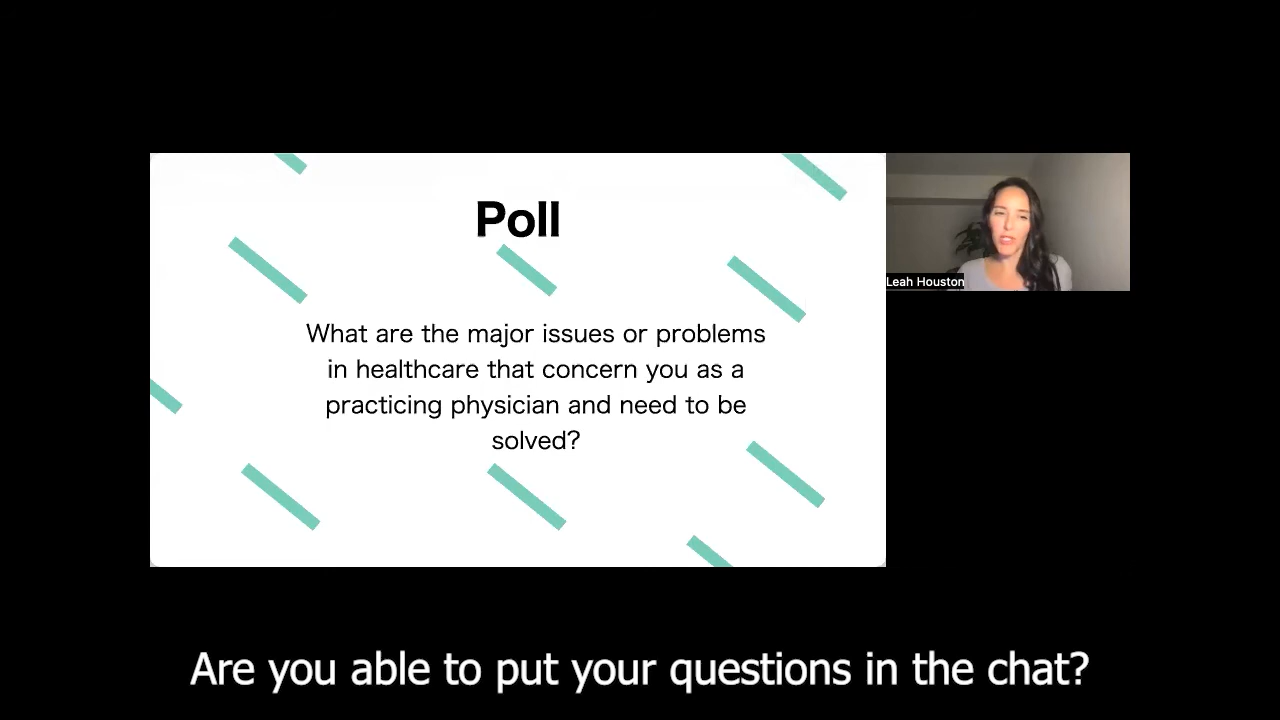 Poll
What are the major issues or problems
in healthcare that concern you as a
practicing physician and need to be
solved?
Leah Houston
Are you able to put your questions in the chat?